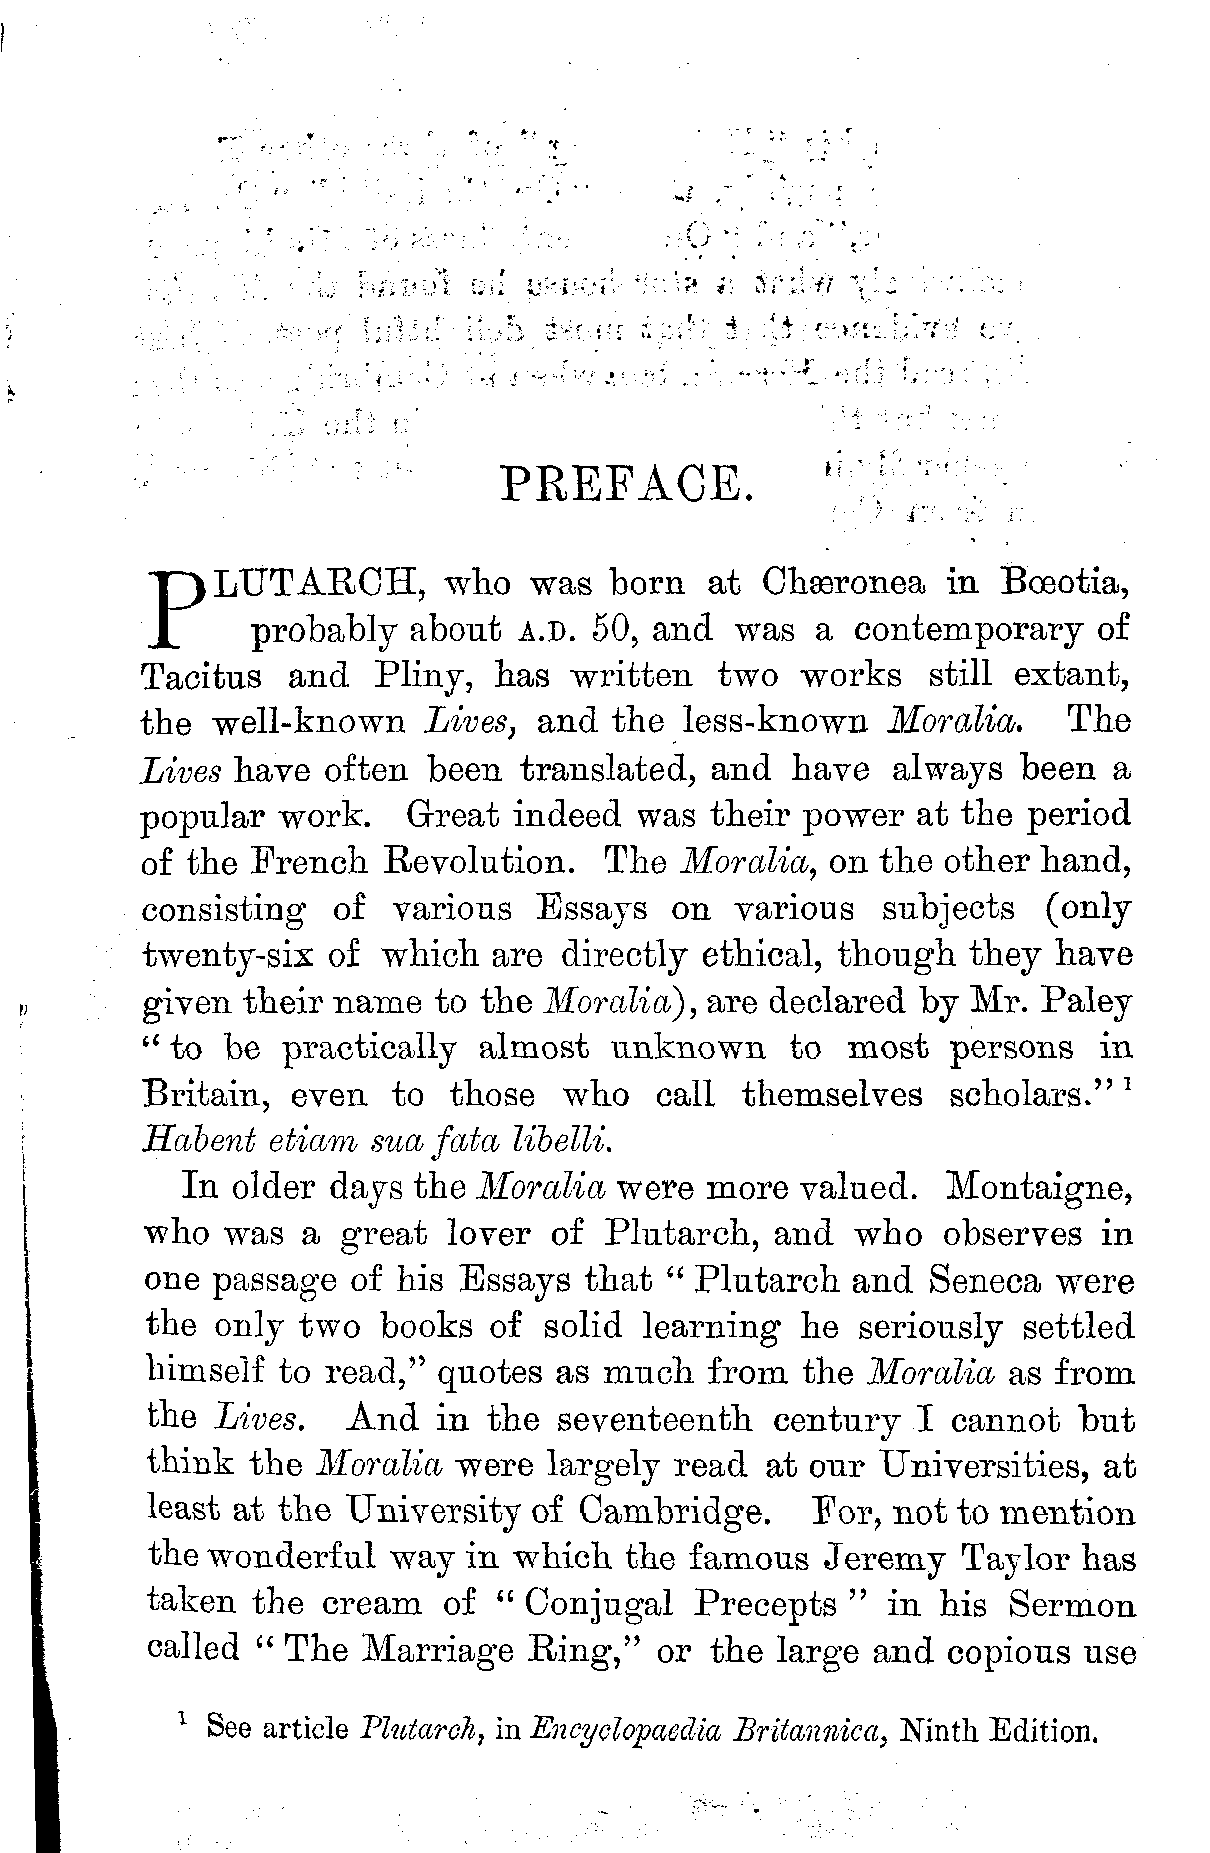 PREFACE.
PLUTARCH, who was born at Chæronea in Bœotia,
probably about A.D. 50, and was a contemporary of
Tacitus and Pliny, has written two works still extant,
the well-known Lives, and the less-known Moralia. The
Lives have often been translated, and have always been a
popular work. Great indeed was their power at the period
of the French Revolution. The Moralia, on the other hand,
consisting of various Essays on various subjects (only
twenty-six of which are directly ethical, though they have
given their name to the Moralia), are declared by Mr. Paley
“to be practically almost unknown to most persons in
Britain, even to those who call themselves scholars.” ¹
Habent etiam sua fata libelli.
In older days the Moralia were more valued. Montaigne,
who was a great lover of Plutarch, and who observes in
one passage of his Essays that “Plutarch and Seneca were
the only two books of solid learning he seriously settled
himself to read,” quotes as much from the Moralia as from
the Lives. And in the seventeenth century I cannot but
think the Moralia were largely read at our Universities, at
least at the University of Cambridge. For, not to mention
the wonderful way in which the famous Jeremy Taylor has
taken the cream of “Conjugal Precepts” in his Sermon
called “The Marriage Ring,” or the large and copious use
¹ See article Plutarch, in Encyclopaedia Britannica, Ninth Edition.